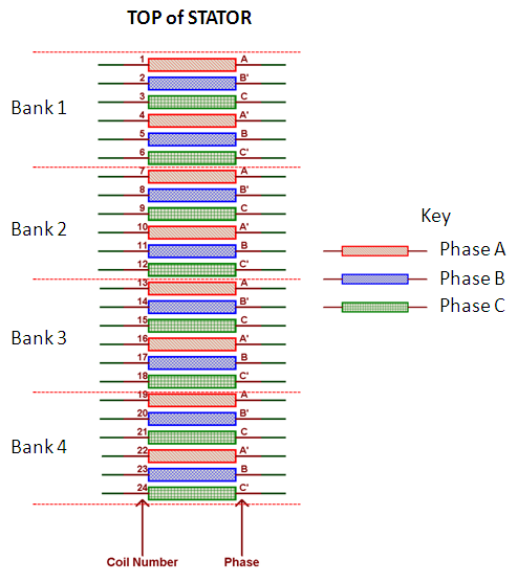 TOP of STATOR
Bank 1
1 A
2 B'
3 C
4 A'
5 B
6 C'
Bank 2
7 A
8 B'
9 C
10 A'
11 B
12 C'
Bank 3
13 A
14 B'
15 C
16 A'
17 B
18 C'
Bank 4
19 A
20 B'
21 C
22 A'
23 B
24 C'
Key
Phase A
Phase B
Phase C
Coil Number Phase